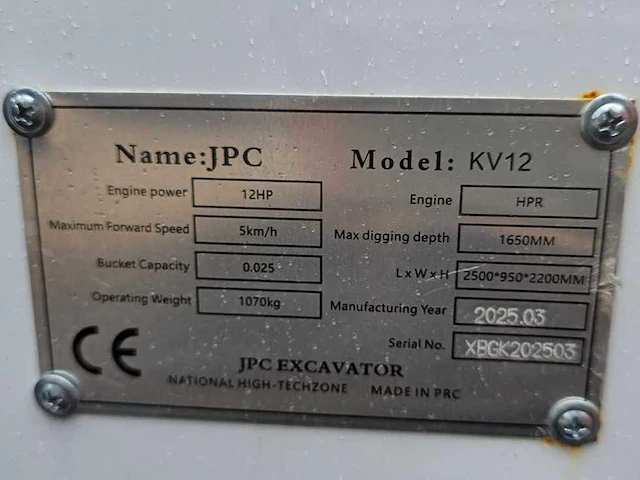 Name:JPC Model: KV12
Engine power 12HP Engine HPR
Maximum Forward Speed 5km/h Max digging depth 1650MM
Bucket Capacity 0.025 LxWxH 2500*950*2200MM
Operating Weight 1070kg Manufacturing Year 2025.03
Serial No. XBGK202503
CE
JPC EXCAVATOR
NATIONAL HIGH-TECHZONE MADE IN PRC